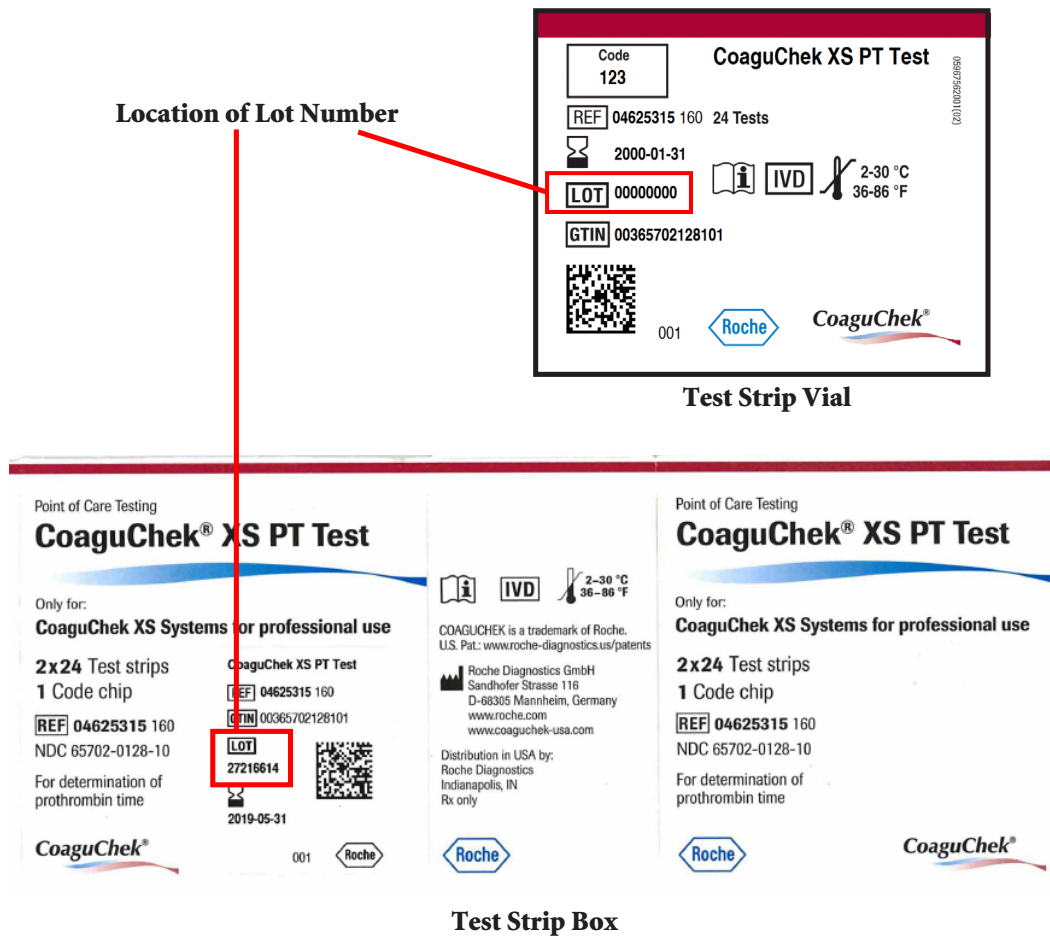 Location of Lot Number
Code
123
CoaguChek XS PT Test
05967562001(02)
REF 04625315 160 24 Tests
2000-01-31
LOT 00000000
IVD
2-30 °C
36-86 °F
GTIN 00365702128101
001
Roche
CoaguChek®
Test Strip Vial
Point of Care Testing
CoaguChek® XS PT Test
Only for:
CoaguChek XS Systems for professional use
2x24 Test strips
1 Code chip
REF 04625315 160
NDC 65702-0128-10
For determination of
prothrombin time
CoaguChek®
CoaguChek XS PT Test
REF 04625315 160
GTIN 00365702128101
LOT
27216614
2019-05-31
001
Roche
IVD
2–30 °C
36–86 °F
COAGUCHEK is a trademark of Roche.
U.S. Pat.: www.roche-diagnostics.us/patents
Roche Diagnostics GmbH
Sandhofer Strasse 116
D-68305 Mannheim, Germany
www.roche.com
www.coaguchek-usa.com
Distribution in USA by:
Roche Diagnostics
Indianapolis, IN
Rx only
Roche
Point of Care Testing
CoaguChek® XS PT Test
Only for:
CoaguChek XS Systems for professional use
2x24 Test strips
1 Code chip
REF 04625315 160
NDC 65702-0128-10
For determination of
prothrombin time
Roche
CoaguChek®
Test Strip Box